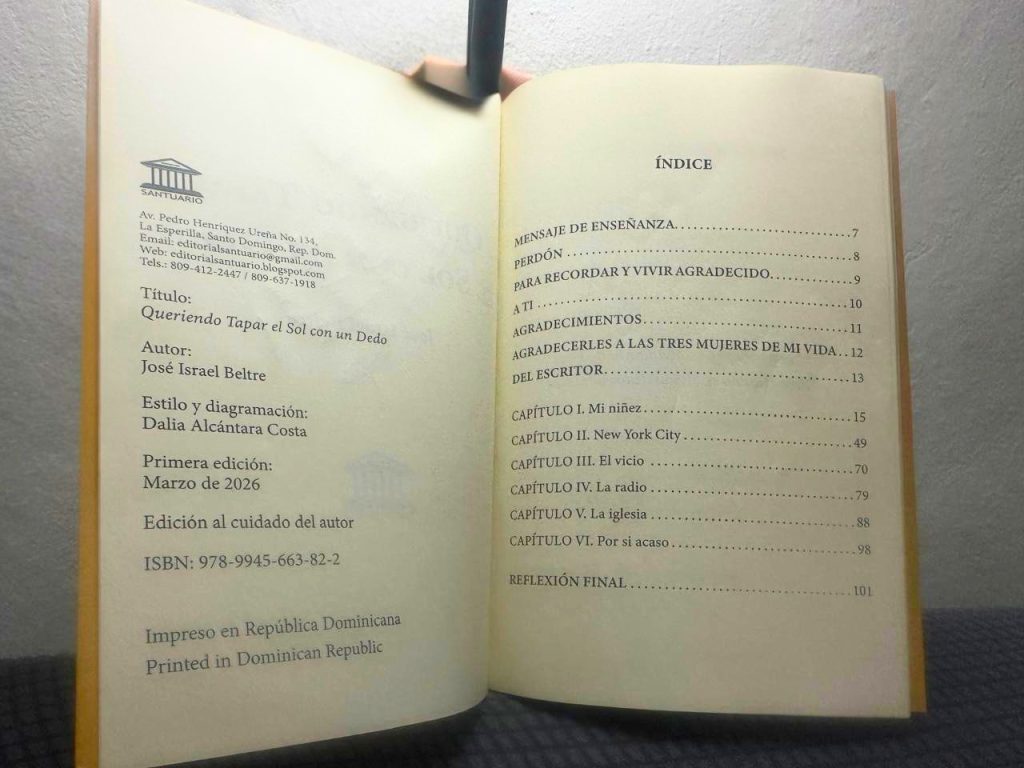 SANTUARIO
Av. Pedro Henriquez Ureña No. 134,
La Esperilla, Santo Domingo, Rep. Dom.
Email: editorialsantuario@gmail.com
Web: editorialsantuario.blogspot.com
Tels.: 809-412-2447 / 809-637-1918
Título:
Queriendo Tapar el Sol con un Dedo
Autor:
José Israel Beltre
Estilo y diagramación:
Dalia Alcántara Costa
Primera edición:
Marzo de 2026
Edición al cuidado del autor
ISBN: 978-9945-663-82-2
Impreso en República Dominicana
Printed in Dominican Republic
ÍNDICE
MENSAJE DE ENSEÑANZA 7
PERDÓN 8
PARA RECORDAR Y VIVIR AGRADECIDO 9
A TI 10
AGRADECIMIENTOS 11
AGRADECERLES A LAS TRES MUJERES DE MI VIDA 12
DEL ESCRITOR 13
CAPÍTULO I. Mi niñez 15
CAPÍTULO II. New York City 49
CAPÍTULO III. El vicio 70
CAPÍTULO IV. La radio 79
CAPÍTULO V. La iglesia 88
CAPÍTULO VI. Por si acaso 98
REFLEXIÓN FINAL 101